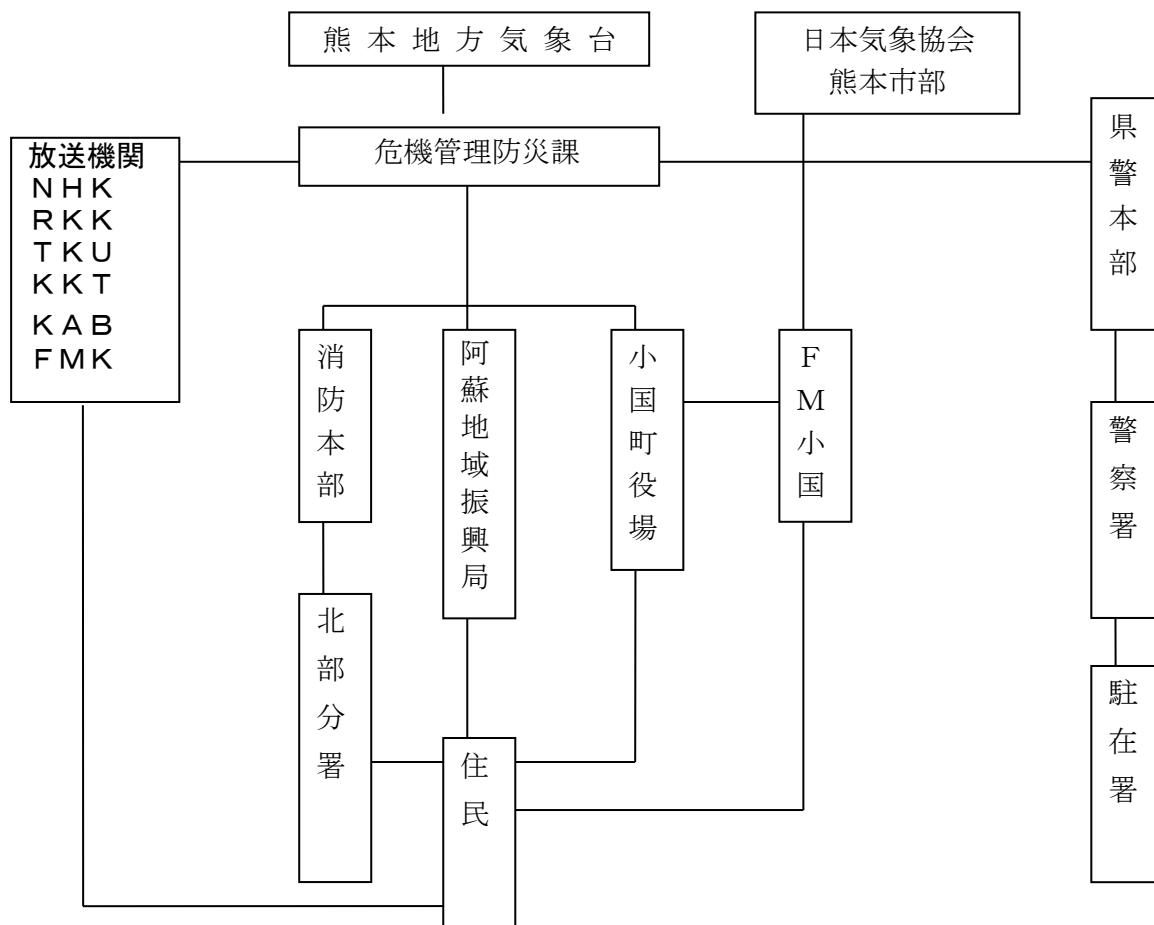 熊本地方気象台
日本気象協会
熊本市部
危機管理防災課
県警本部
放送機関
ＮＨＫ
ＲＫＫ
ＴＫＵ
ＫＫＴ
ＫＡＢ
ＦＭＫ
消防本部
阿蘇地域振興局
小国町役場
ＦＭ小国
警察署
北部分署
駐在署
住民